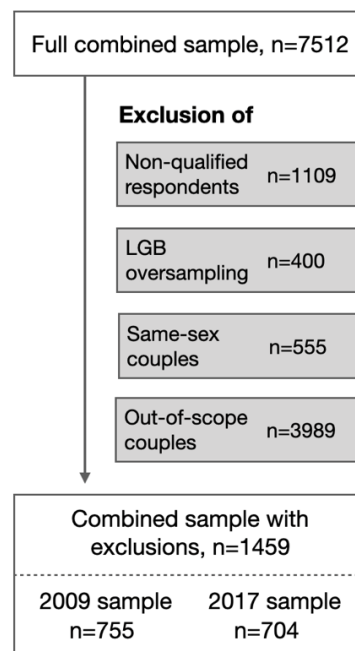 Full combined sample, n=7512
Exclusion of
Non-qualified
respondents n=1109
LGB
oversampling n=400
Same-sex
couples n=555
Out-of-scope
couples n=3989
Combined sample with
exclusions, n=1459
2009 sample 2017 sample
n=755 n=704